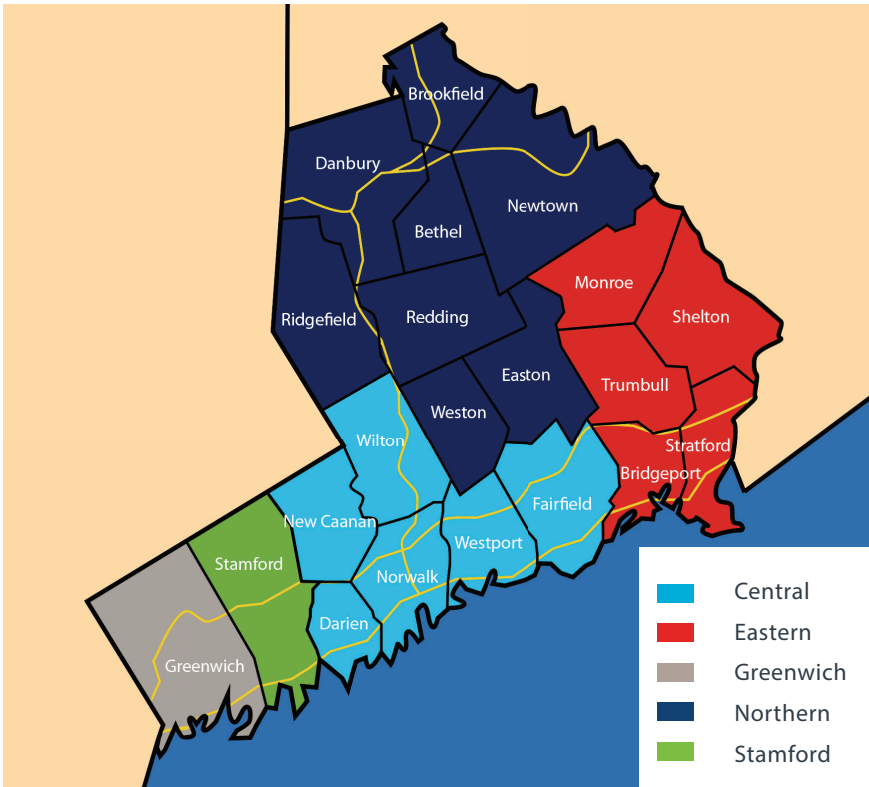 Brookfield
Danbury
Newtown
Bethel
Monroe
Ridgefield
Redding
Shelton
Easton
Trumbull
Weston
Wilton
Stratford
Bridgeport
Fairfield
New Caanan
Westport
Stamford
Norwalk
Darien
Greenwich
Central
Eastern
Greenwich
Northern
Stamford